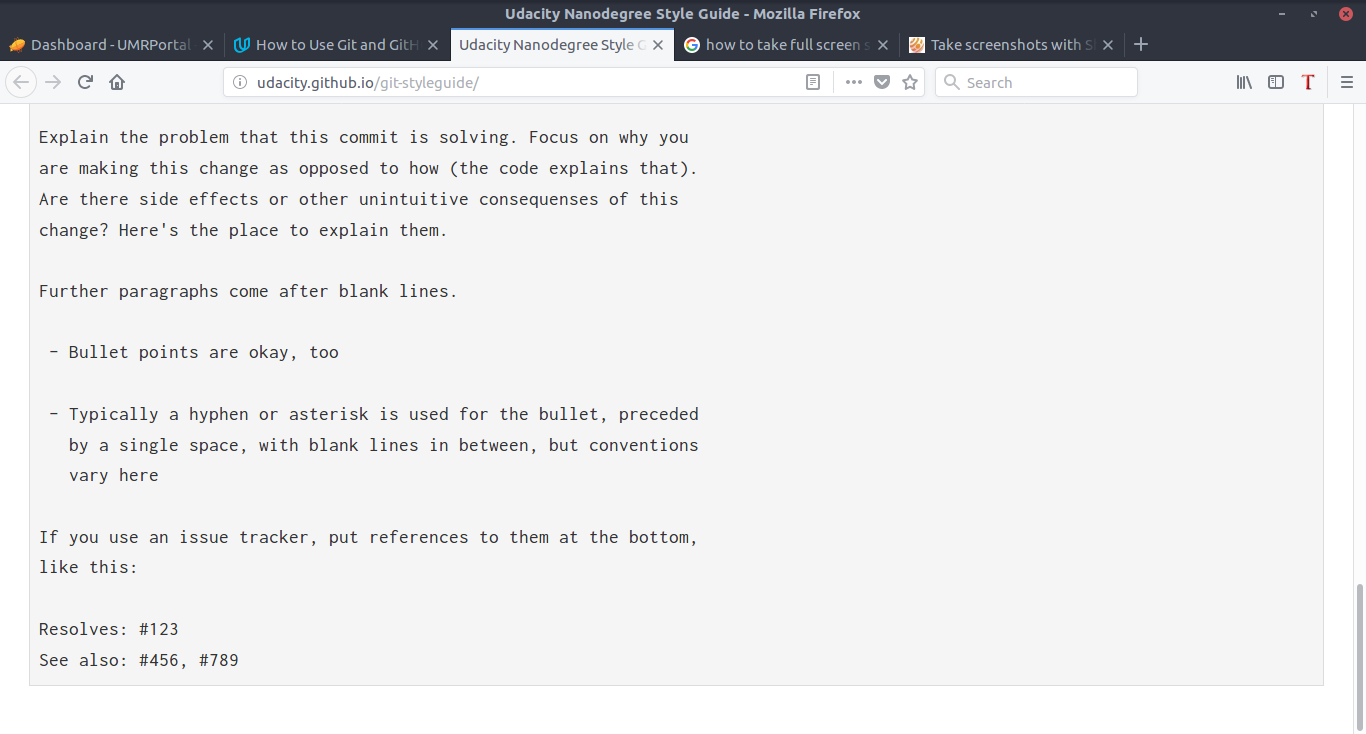 Udacity Nanodegree Style Guide - Mozilla Firefox
Dashboard - UMRPortal
How to Use Git and GitH
Udacity Nanodegree Style G
how to take full screen s
Take screenshots with S
udacity.github.io/git-styleguide/
Search
T
Explain the problem that this commit is solving. Focus on why you
are making this change as opposed to how (the code explains that).
Are there side effects or other unintuitive consequenses of this
change? Here's the place to explain them.
Further paragraphs come after blank lines.
- Bullet points are okay, too
- Typically a hyphen or asterisk is used for the bullet, preceded
by a single space, with blank lines in between, but conventions
vary here
If you use an issue tracker, put references to them at the bottom,
like this:
Resolves: #123
See also: #456, #789